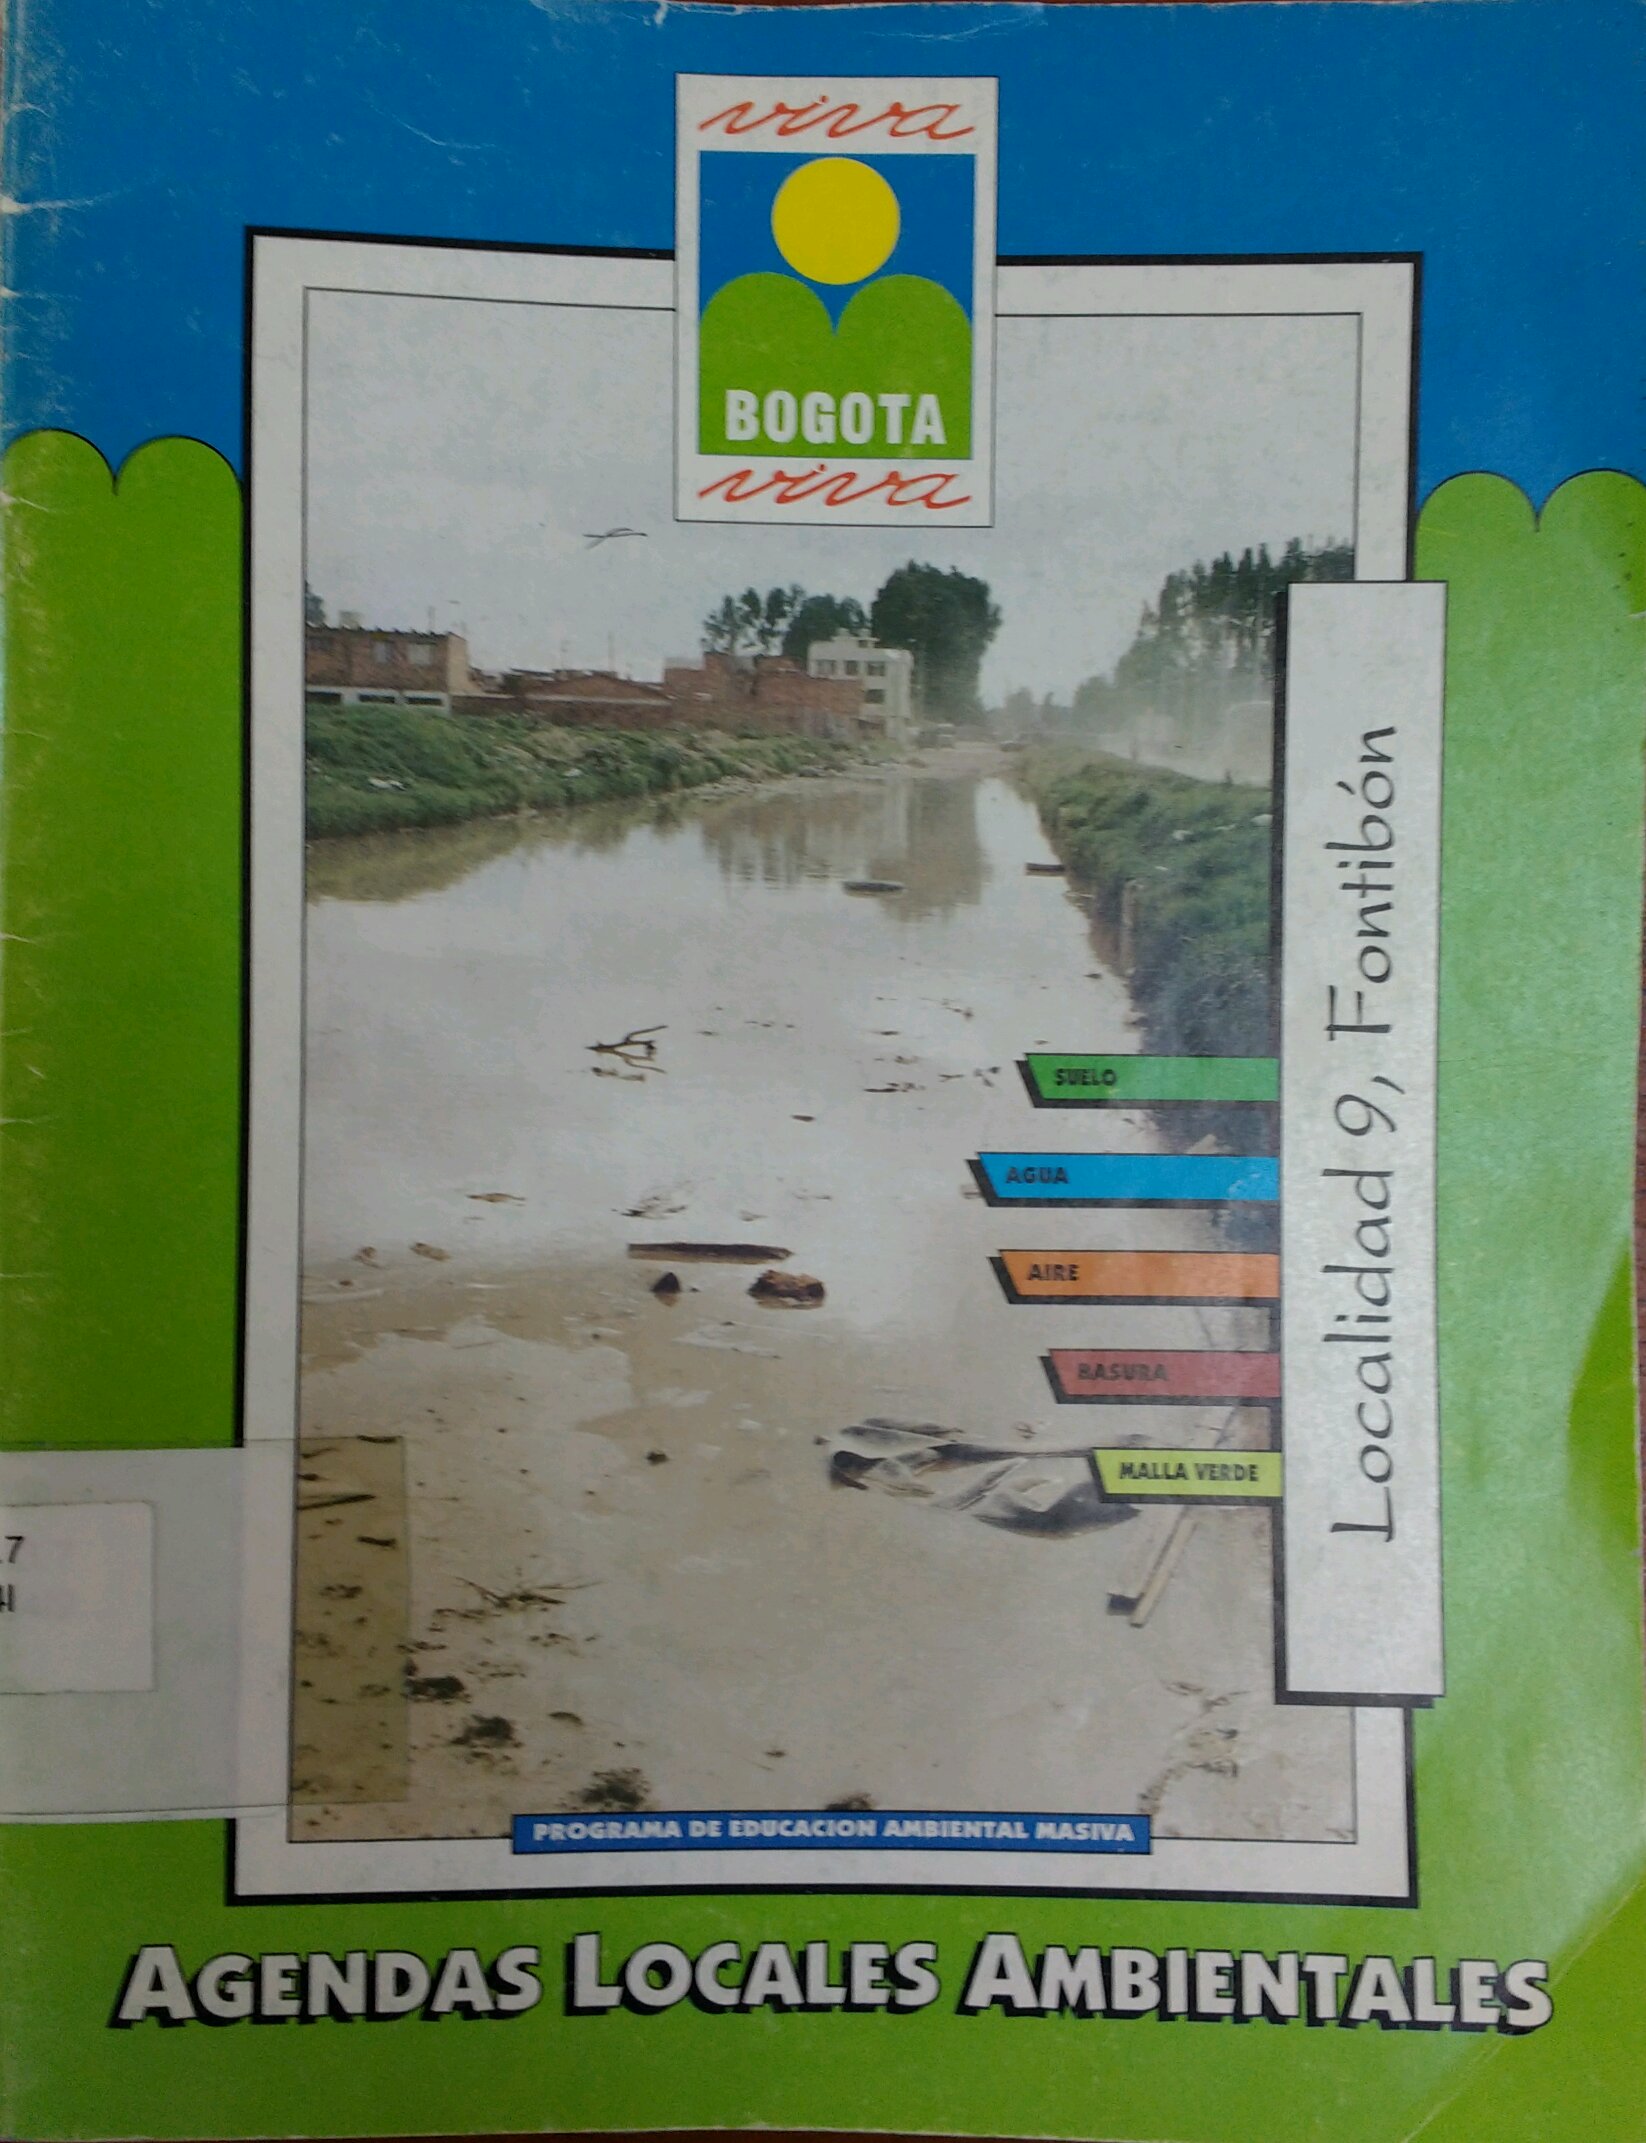 viva
BOGOTA
viva
Localidad 9, Fontibón
SUELO
AGUA
AIRE
BASURA
MALLA VERDE
PROGRAMA DE EDUCACION AMBIENTAL MASIVA
AGENDAS LOCALES AMBIENTALES
.7